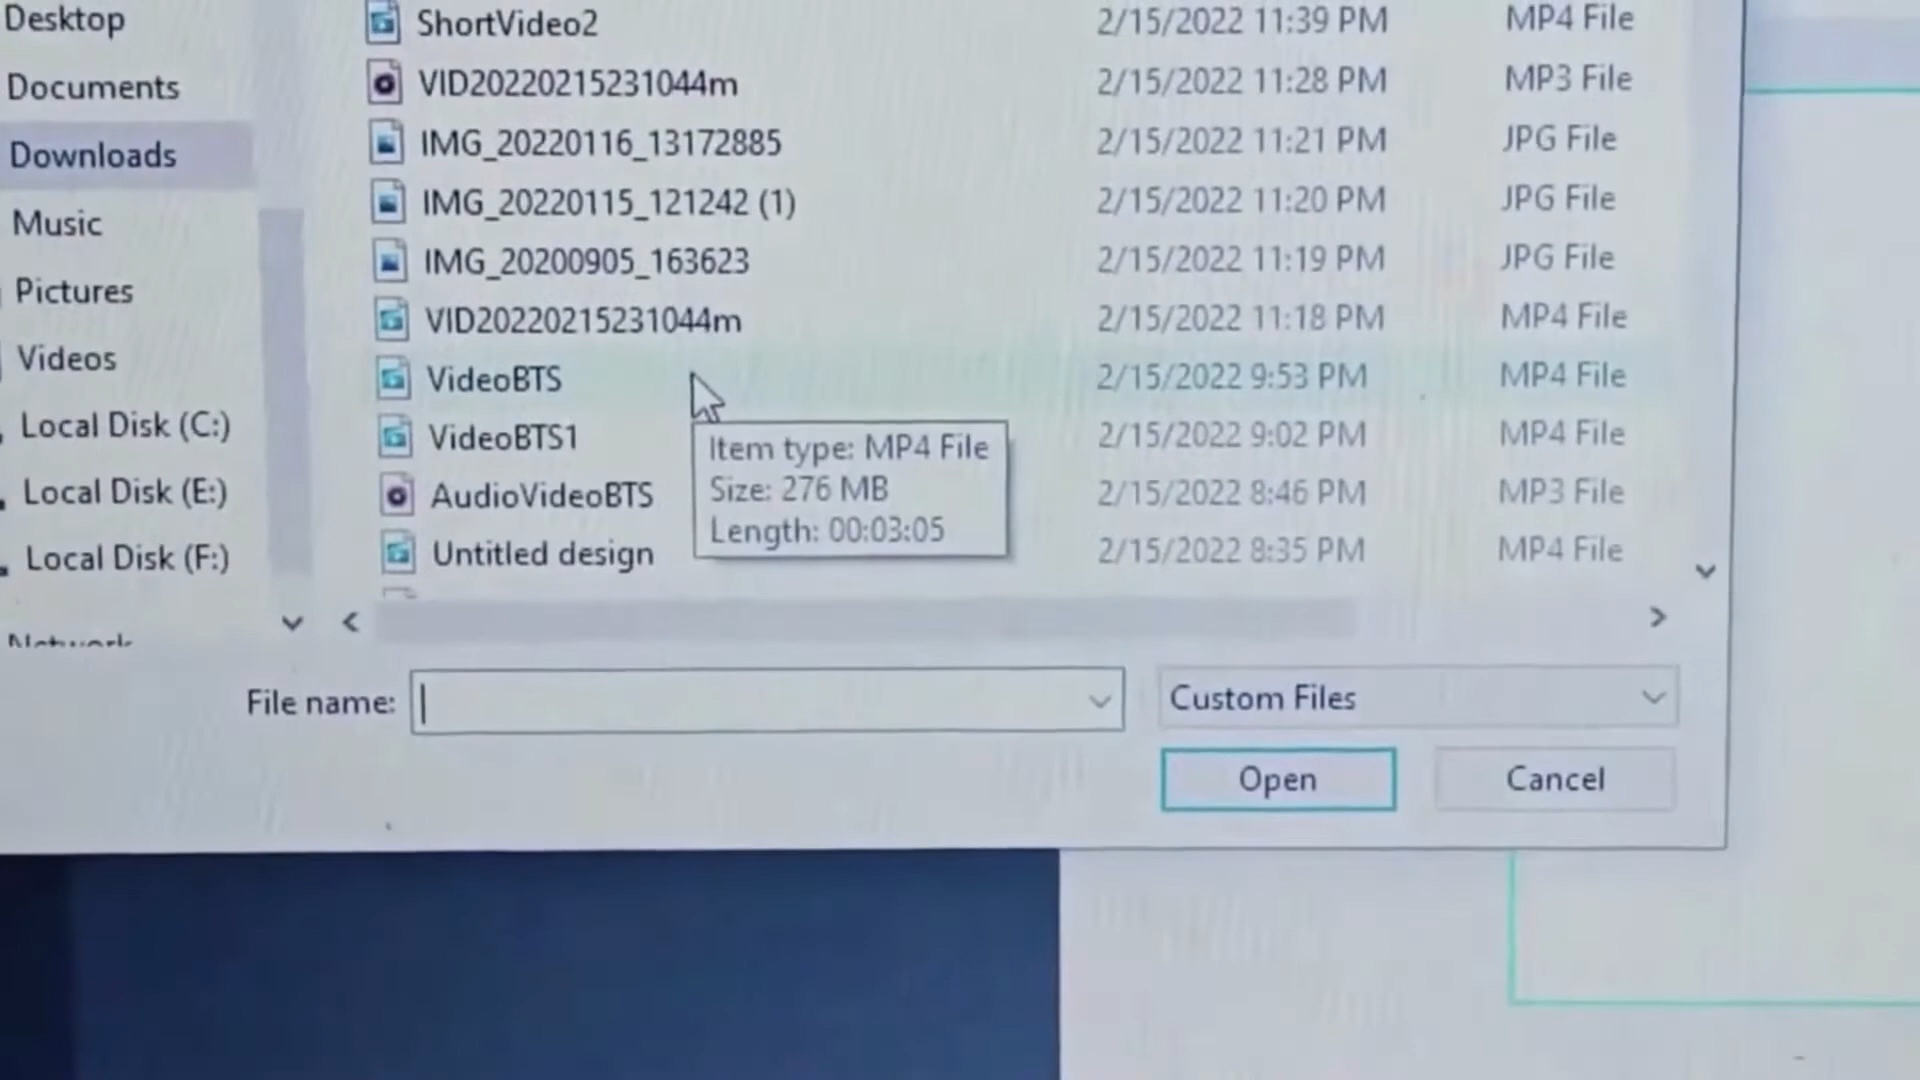 Desktop
ShortVideo2 2/15/2022 11:39 PM MP4 File
Documents
VID20220215231044m 2/15/2022 11:28 PM MP3 File
Downloads
IMG_20220116_13172885 2/15/2022 11:21 PM JPG File
IMG_20220115_121242 (1) 2/15/2022 11:20 PM JPG File
Music
IMG_20200905_163623 2/15/2022 11:19 PM JPG File
Pictures
VID20220215231044m 2/15/2022 11:18 PM MP4 File
Videos
VideoBTS 2/15/2022 9:53 PM MP4 File
Local Disk (C:)
VideoBTS1 2/15/2022 9:02 PM MP4 File
Item type: MP4 File
Size: 276 MB
Length: 00:03:05
Local Disk (E:)
AudioVideoBTS 2/15/2022 8:46 PM MP3 File
Local Disk (F:)
Untitled design 2/15/2022 8:35 PM MP4 File
Network
File name:
Custom Files
Open Cancel